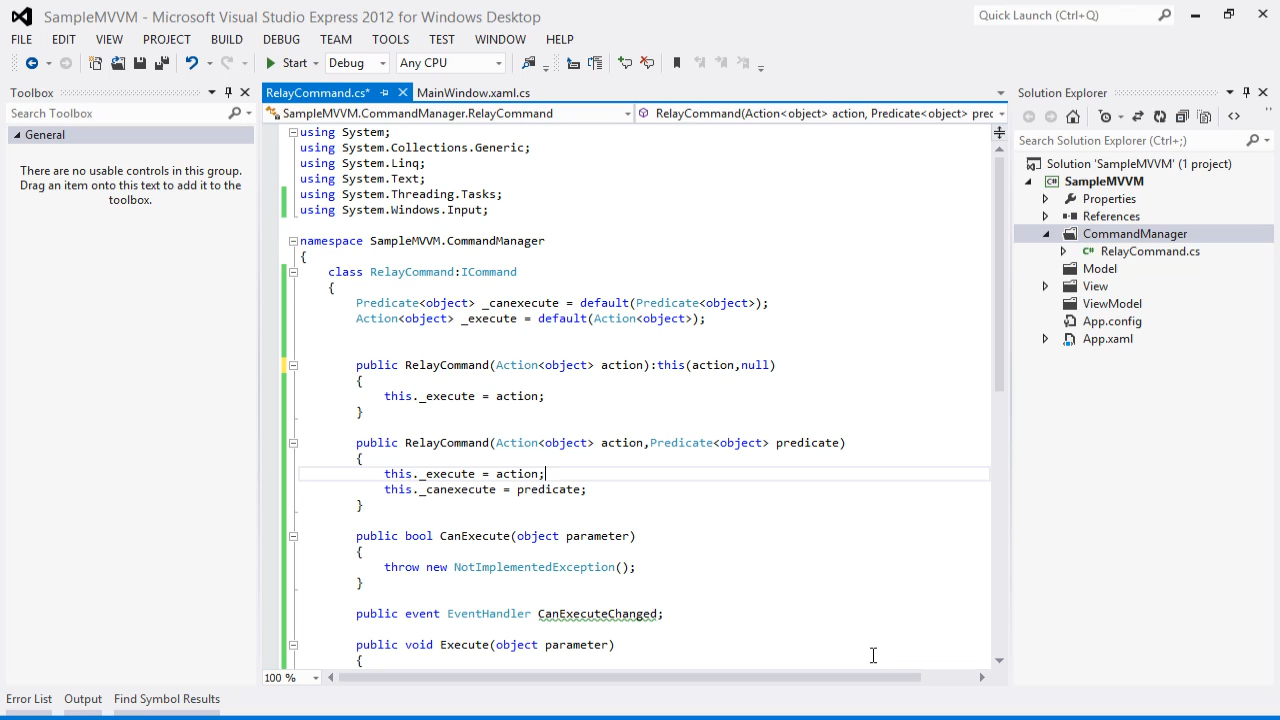 SampleMVVM - Microsoft Visual Studio Express 2012 for Windows Desktop
Quick Launch (Ctrl+Q)
FILE EDIT VIEW PROJECT BUILD DEBUG TEAM TOOLS TEST WINDOW HELP
Start Debug Any CPU
Toolbox
Search Toolbox
General
There are no usable controls in this group.
Drag an item onto this text to add it to the
toolbox.
RelayCommand.cs* MainWindow.xaml.cs
SampleMVVM.CommandManager.RelayCommand RelayCommand(Action<object> action, Predicate<object> prec
using System;
using System.Collections.Generic;
using System.Linq;
using System.Text;
using System.Threading.Tasks;
using System.Windows.Input;
namespace SampleMVVM.CommandManager
{
class RelayCommand:ICommand
{
Predicate<object> _canexecute = default(Predicate<object>);
Action<object> _execute = default(Action<object>);
public RelayCommand(Action<object> action):this(action,null)
{
this._execute = action;
}
public RelayCommand(Action<object> action,Predicate<object> predicate)
{
this._execute = action;
this._canexecute = predicate;
}
public bool CanExecute(object parameter)
{
throw new NotImplementedException();
}
public event EventHandler CanExecuteChanged;
public void Execute(object parameter)
{
100 %
Solution Explorer
Search Solution Explorer (Ctrl+;)
Solution 'SampleMVVM' (1 project)
C# SampleMVVM
Properties
References
CommandManager
C# RelayCommand.cs
Model
View
ViewModel
App.config
App.xaml
Error List Output Find Symbol Results